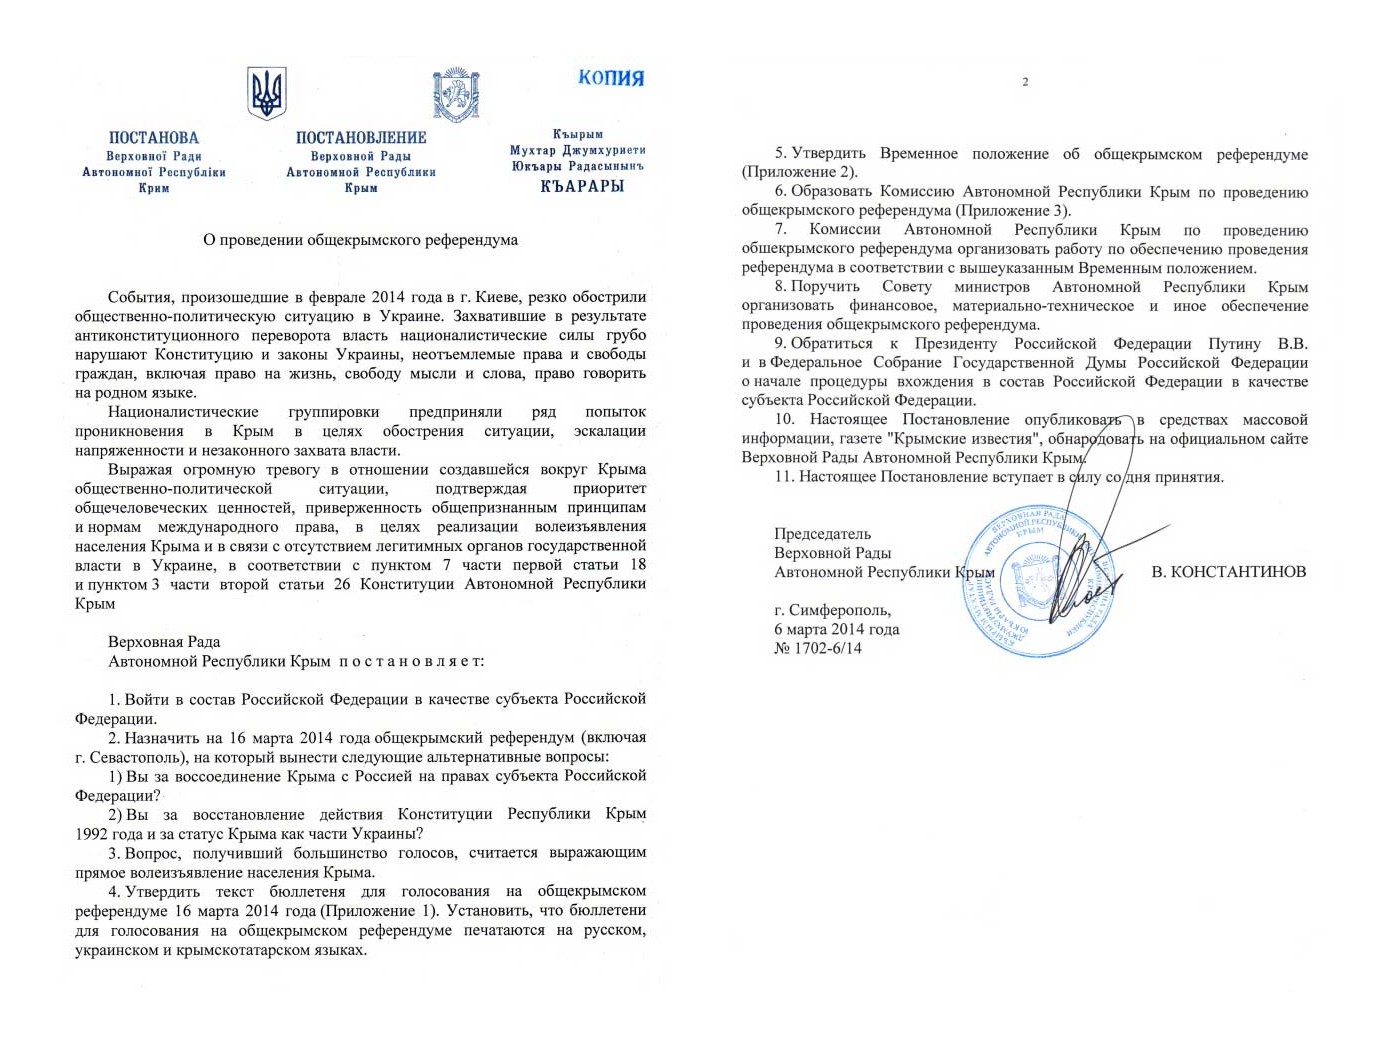 КОПИЯ
ПОСТАНОВА
Верховної Ради
Автономної Республіки
Крим
ПОСТАНОВЛЕНИЕ
Верховной Рады
Автономной Республики
Крым
Къырым
Мухтар Джумхуриети
Юкъары Радасынынъ
КЪАРАРЫ
О проведении общекрымского референдума
События, произошедшие в феврале 2014 года в г. Киеве, резко обострили
общественно-политическую ситуацию в Украине. Захватившие в результате
антиконституционного переворота власть националистические силы грубо
нарушают Конституцию и законы Украины, неотъемлемые права и свободы
граждан, включая право на жизнь, свободу мысли и слова, право говорить
на родном языке.
Националистические группировки предприняли ряд попыток
проникновения в Крым в целях обострения ситуации, эскалации
напряженности и незаконного захвата власти.
Выражая огромную тревогу в отношении создавшейся вокруг Крыма
общественно-политической ситуации, подтверждая приоритет
общечеловеческих ценностей, приверженность общепризнанным принципам
и нормам международного права, в целях реализации волеизъявления
населения Крыма и в связи с отсутствием легитимных органов государственной
власти в Украине, в соответствии с пунктом 7 части первой статьи 18
и пунктом 3 части второй статьи 26 Конституции Автономной Республики
Крым
Верховная Рада
Автономной Республики Крым п о с т а н о в л я е т:
1. Войти в состав Российской Федерации в качестве субъекта Российской
Федерации.
2. Назначить на 16 марта 2014 года общекрымский референдум (включая
г. Севастополь), на который вынести следующие альтернативные вопросы:
1) Вы за воссоединение Крыма с Россией на правах субъекта Российской
Федерации?
2) Вы за восстановление действия Конституции Республики Крым
1992 года и за статус Крыма как части Украины?
3. Вопрос, получивший большинство голосов, считается выражающим
прямое волеизъявление населения Крыма.
4. Утвердить текст бюллетеня для голосования на общекрымском
референдуме 16 марта 2014 года (Приложение 1). Установить, что бюллетени
для голосования на общекрымском референдуме печатаются на русском,
украинском и крымскотатарском языках.
2
5. Утвердить Временное положение об общекрымском референдуме
(Приложение 2).
6. Образовать Комиссию Автономной Республики Крым по проведению
общекрымского референдума (Приложение 3).
7. Комиссии Автономной Республики Крым по проведению
общекрымского референдума организовать работу по обеспечению проведения
референдума в соответствии с вышеуказанным Временным положением.
8. Поручить Совету министров Автономной Республики Крым
организовать финансовое, материально-техническое и иное обеспечение
проведения общекрымского референдума.
9. Обратиться к Президенту Российской Федерации Путину В.В.
и в Федеральное Собрание Государственной Думы Российской Федерации
о начале процедуры вхождения в состав Российской Федерации в качестве
субъекта Российской Федерации.
10. Настоящее Постановление опубликовать в средствах массовой
информации, газете "Крымские известия", обнародовать на официальном сайте
Верховной Рады Автономной Республики Крым.
11. Настоящее Постановление вступает в силу со дня принятия.
Председатель
Верховной Рады
Автономной Республики Крым В. КОНСТАНТИНОВ
ВЕРХОВНАЯ РАДА
АВТОНОМНОЙ РЕСПУБЛИКИ
КРЫМ
г. Симферополь,
6 марта 2014 года
№ 1702-6/14